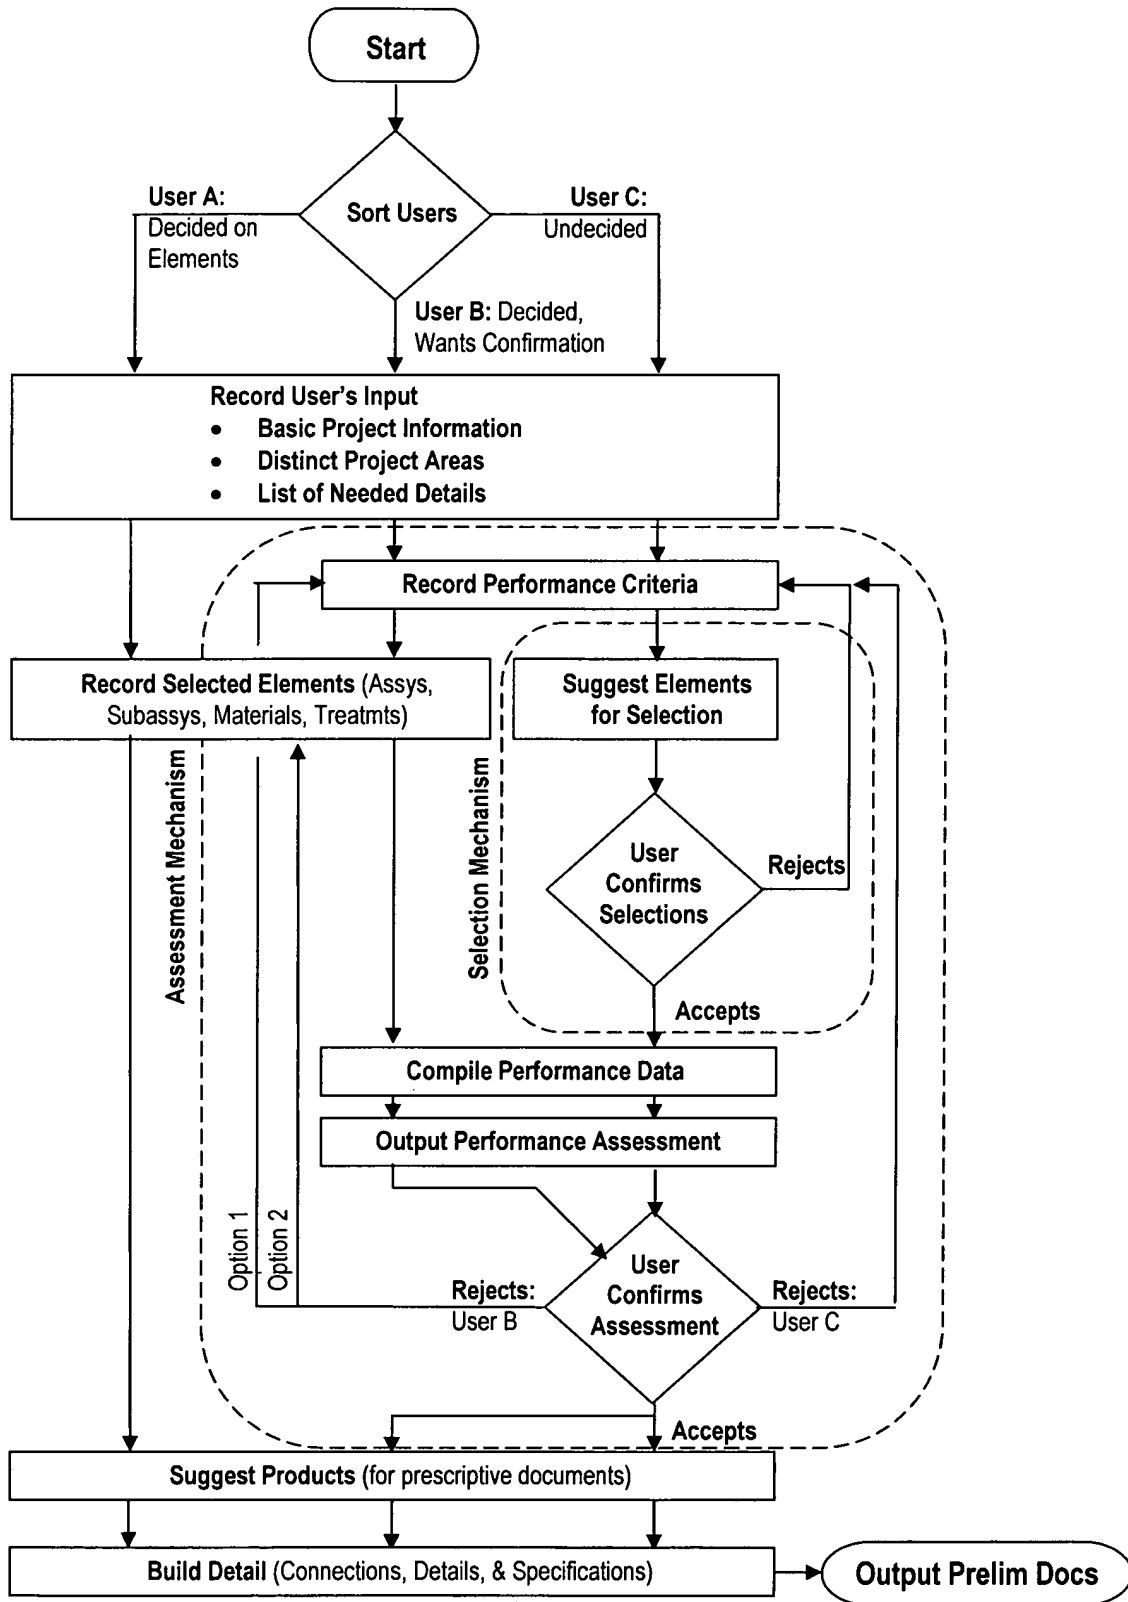 Start
Sort Users
User A:
Decided on
Elements
User C:
Undecided
User B: Decided,
Wants Confirmation
Record User's Input
• Basic Project Information
• Distinct Project Areas
• List of Needed Details
Record Performance Criteria
Record Selected Elements (Assys,
Subassys, Materials, Treatmts)
Suggest Elements
for Selection
Assessment Mechanism
Selection Mechanism
User
Confirms
Selections
Rejects
Accepts
Compile Performance Data
Output Performance Assessment
Option 1
Option 2
User
Confirms
Assessment
Rejects:
User B
Rejects:
User C
Accepts
Suggest Products (for prescriptive documents)
Build Detail (Connections, Details, & Specifications)
Output Prelim Docs